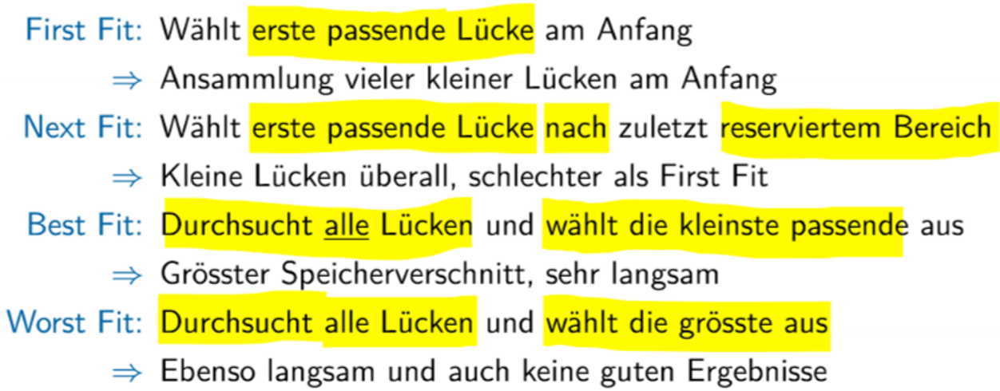 First Fit: Wählt erste passende Lücke am Anfang
⇒ Ansammlung vieler kleiner Lücken am Anfang
Next Fit: Wählt erste passende Lücke nach zuletzt reserviertem Bereich
⇒ Kleine Lücken überall, schlechter als First Fit
Best Fit: Durchsucht alle Lücken und wählt die kleinste passende aus
⇒ Grösster Speicherverschnitt, sehr langsam
Worst Fit: Durchsucht alle Lücken und wählt die grösste aus
⇒ Ebenso langsam und auch keine guten Ergebnisse